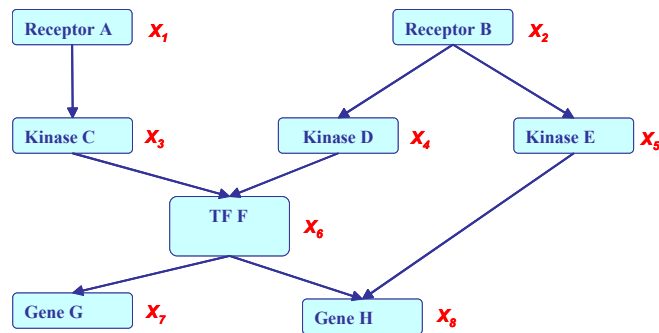 Receptor A X1
Receptor B X2
Kinase C X3
Kinase D X4
Kinase E X5
TF F X6
Gene G X7
Gene H X8